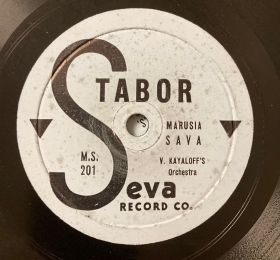 TABOR
MARUSIA
SAVA
M.S.
201
V. KAYALOFF'S
Orchestra
Seva
RECORD CO.